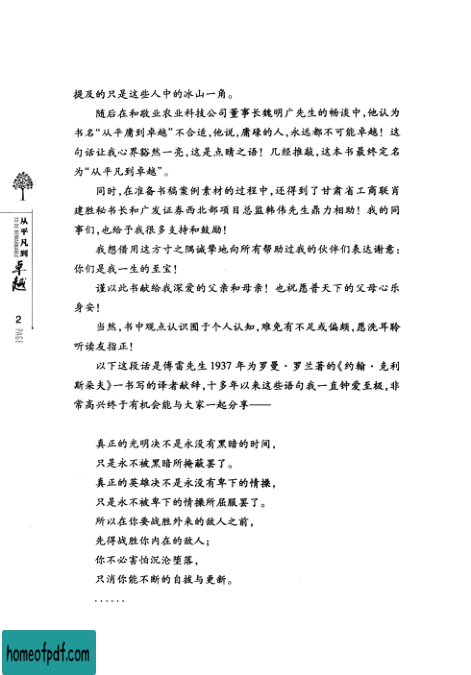 提及的只是这些人中的冰山一角。
随后在和敬业农业科技公司董事长魏明广先生的畅谈中,他认为
书名“从平庸到卓越”不合适,他说,庸碌的人,永远都不可能卓越！这
句话让我心界豁然一亮,这是点睛之语！几经推敲,这本书最终定名
为“从平凡到卓越”。
同时,在准备书稿案例素材的过程中,还得到了甘肃省工商联肖
建胜秘书长和广发证券西北部项目总监韩伟先生鼎力相助！我的同
事们,也给予我很多支持和鼓励！
我想借用这方寸之隅诚挚地向所有帮助过我的伙伴们表达谢意：
你们是我一生的至宝！
谨以此书献给我深爱的父亲和母亲！也祝愿普天下的父母心乐
身安！
当然,书中观点认识囿于个人认知,难免有不足或偏颇,愿洗耳聆
听读友指正！
以下这段话是傅雷先生1937年为罗曼·罗兰著的《约翰·克利
斯朵夫》一书写的译者献辞,十多年以来这些语句我一直钟爱至极,非
常高兴终于有机会能与大家一起分享——
真正的光明决不是永没有黑暗的时间，
只是永不被黑暗所掩蔽罢了。
真正的英雄决不是永没有卑下的情操，
只是永不被卑下的情操所屈服罢了。
所以在你要战胜外来的敌人之前，
先得战胜你内在的敌人；
你不必害怕沉沦堕落，
只消你能不断的自拔与更新。
······
从平凡到
卓越
2
PAGE
homeofpdf.com